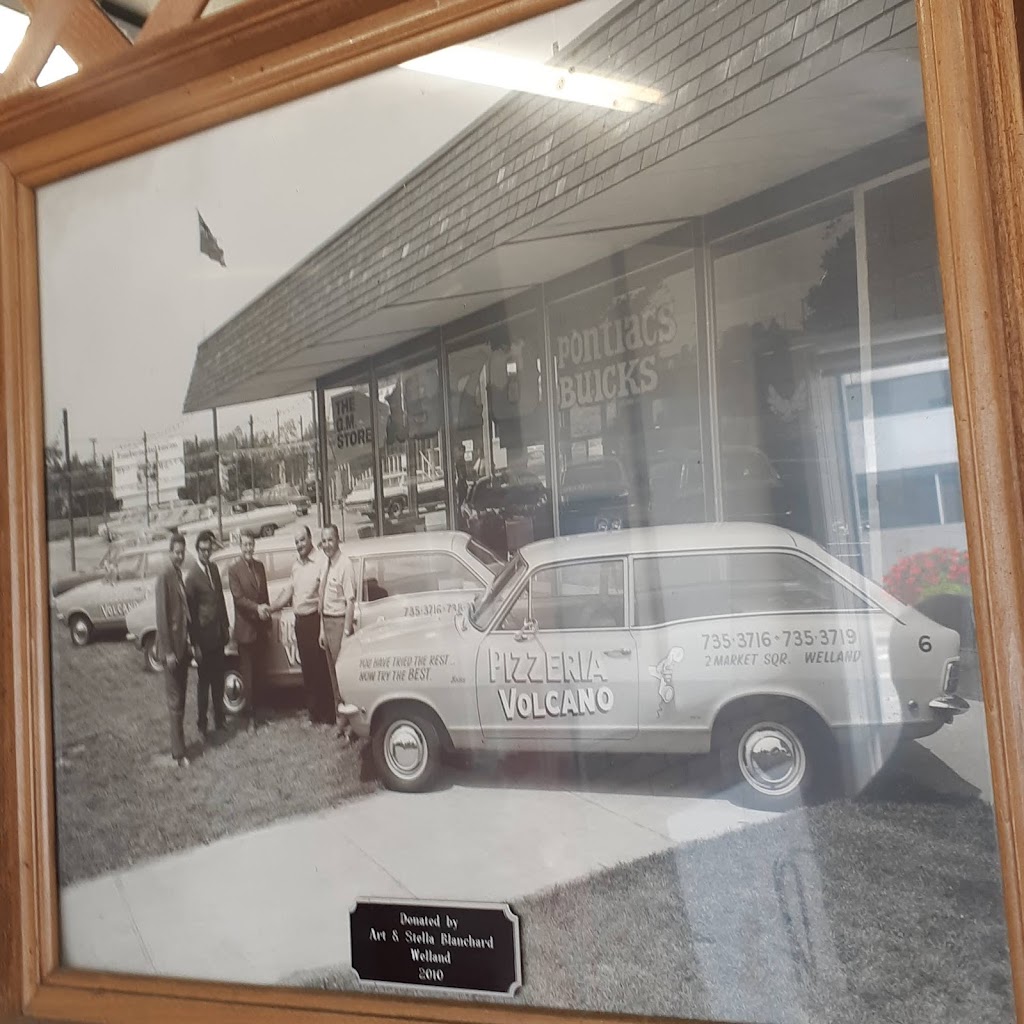 THE
G.M
STORE
Pontiacs
BUICKS
VOLCANO
735-3716
YOU HAVE TRIED THE REST...
NOW TRY THE BEST.
PIZZERIA
VOLCANO
735-3716 - 735-3719
2 MARKET SQR. WELLAND
6
Donated by
Art & Stella Blanchard
Welland
2010